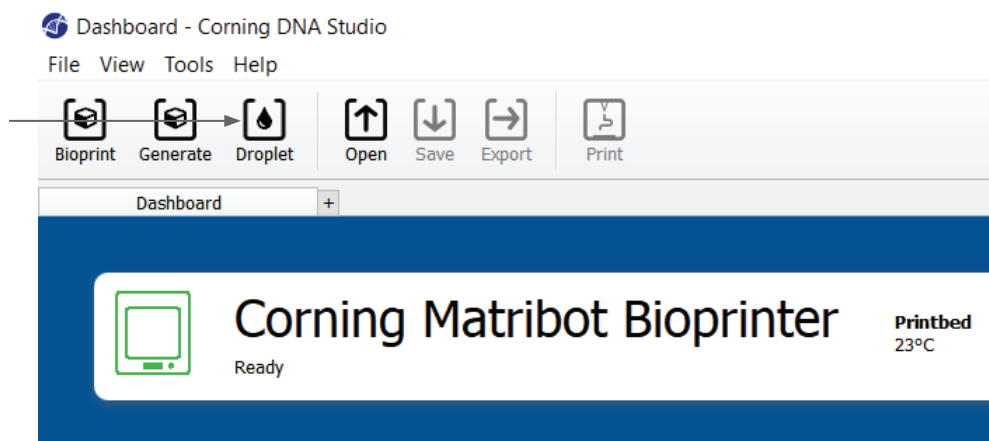 Dashboard - Corning DNA Studio
File View Tools Help
Bioprint Generate Droplet Open Save Export Print
Dashboard +
Corning Matribot Bioprinter
Ready
Printbed
23ºC